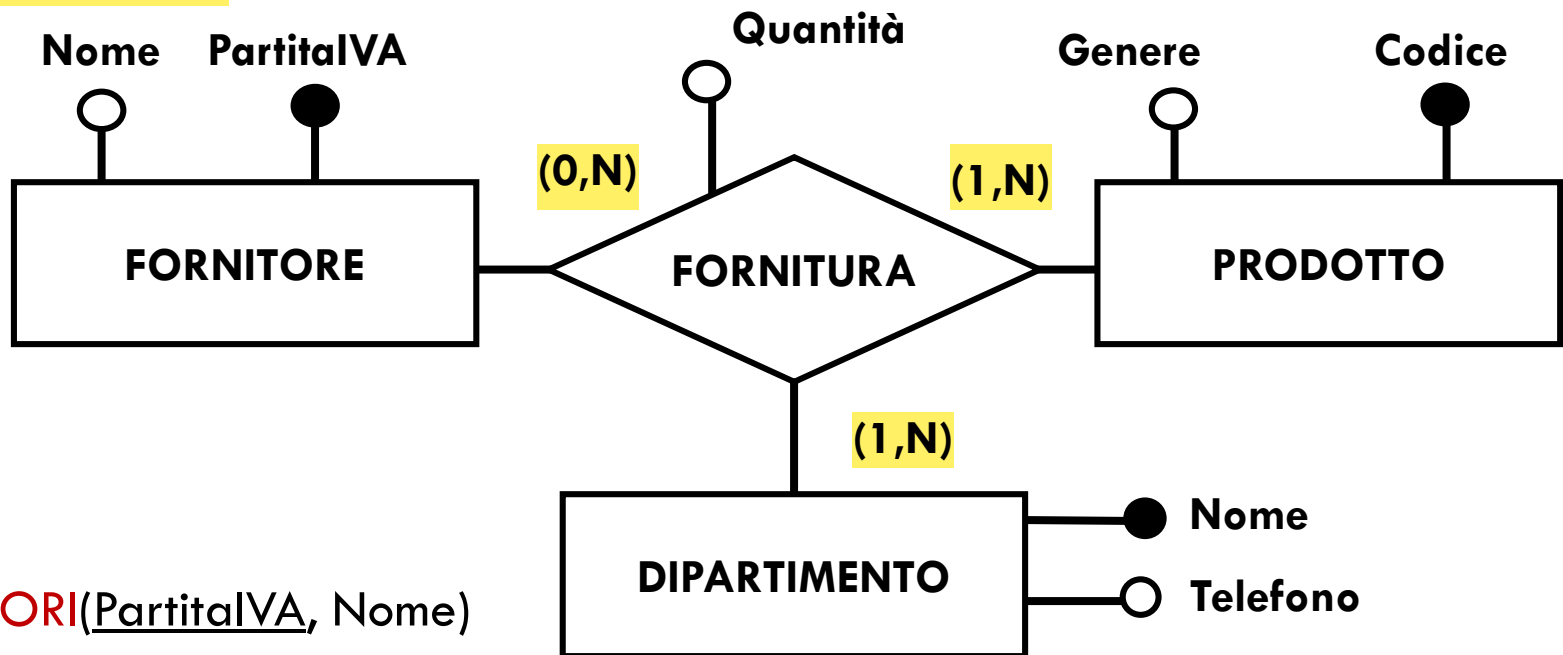 Nome PartitaIVA Quantità Genere Codice
(0,N) (1,N)
FORNITORE FORNITURA PRODOTTO
(1,N)
Nome
DIPARTIMENTO
Telefono
ORI(PartitaIVA, Nome)